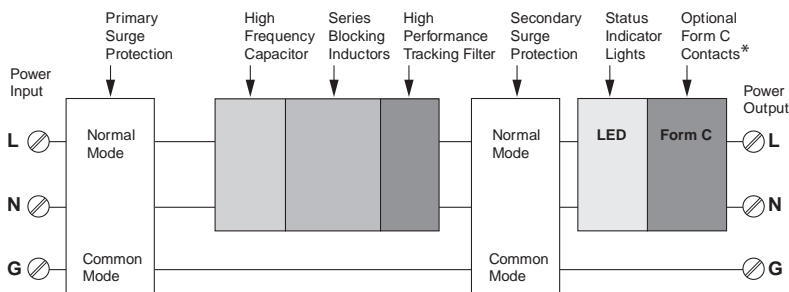 Primary
Surge
Protection
High
Frequency
Capacitor
Series
Blocking
Inductors
High
Performance
Tracking Filter
Secondary
Surge
Protection
Status
Indicator
Lights
Optional
Form C
Contacts*
Power
Input
Power
Output
L
Normal
Mode
Normal
Mode
LED
Form C
L
N
N
G
Common
Mode
Common
Mode
G